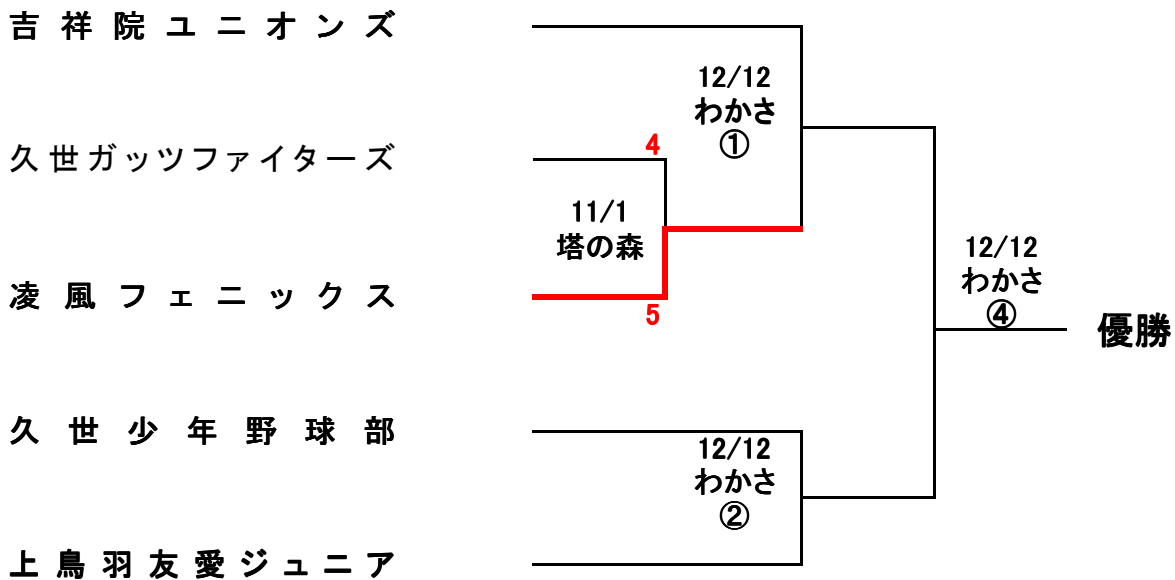 吉祥院ユニオンズ
12/12
わかさ
①
久世ガッツファイターズ
4
11/1
塔の森
凌風フェニックス
5
12/12
わかさ
④
優勝
久世少年野球部
12/12
わかさ
②
上鳥羽友愛ジュニア